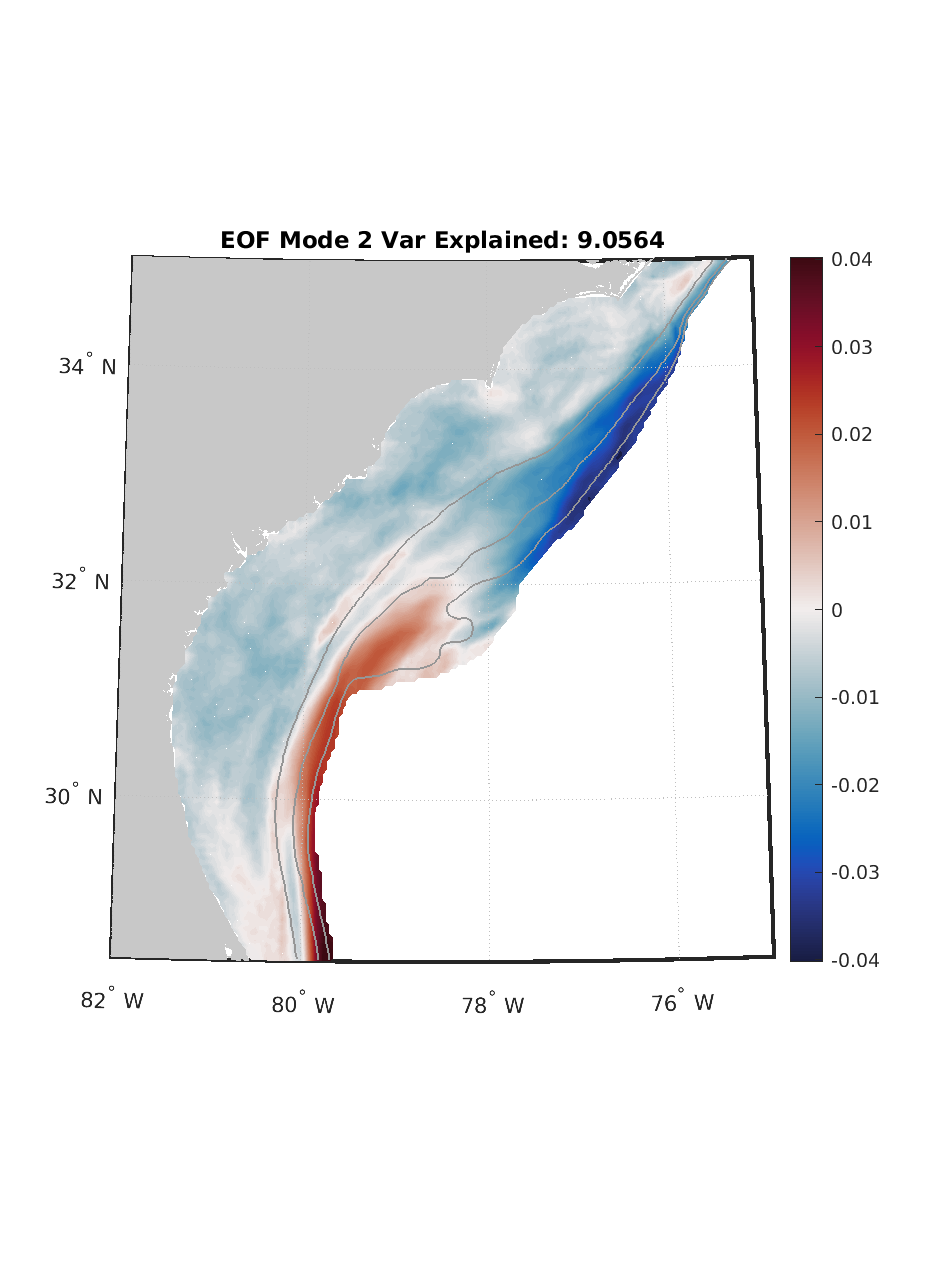 EOF Mode 2 Var Explained: 9.0564
34° N
32° N
30° N
82° W
80° W
78° W
76° W
0.04
0.03
0.02
0.01
0
-0.01
-0.02
-0.03
-0.04